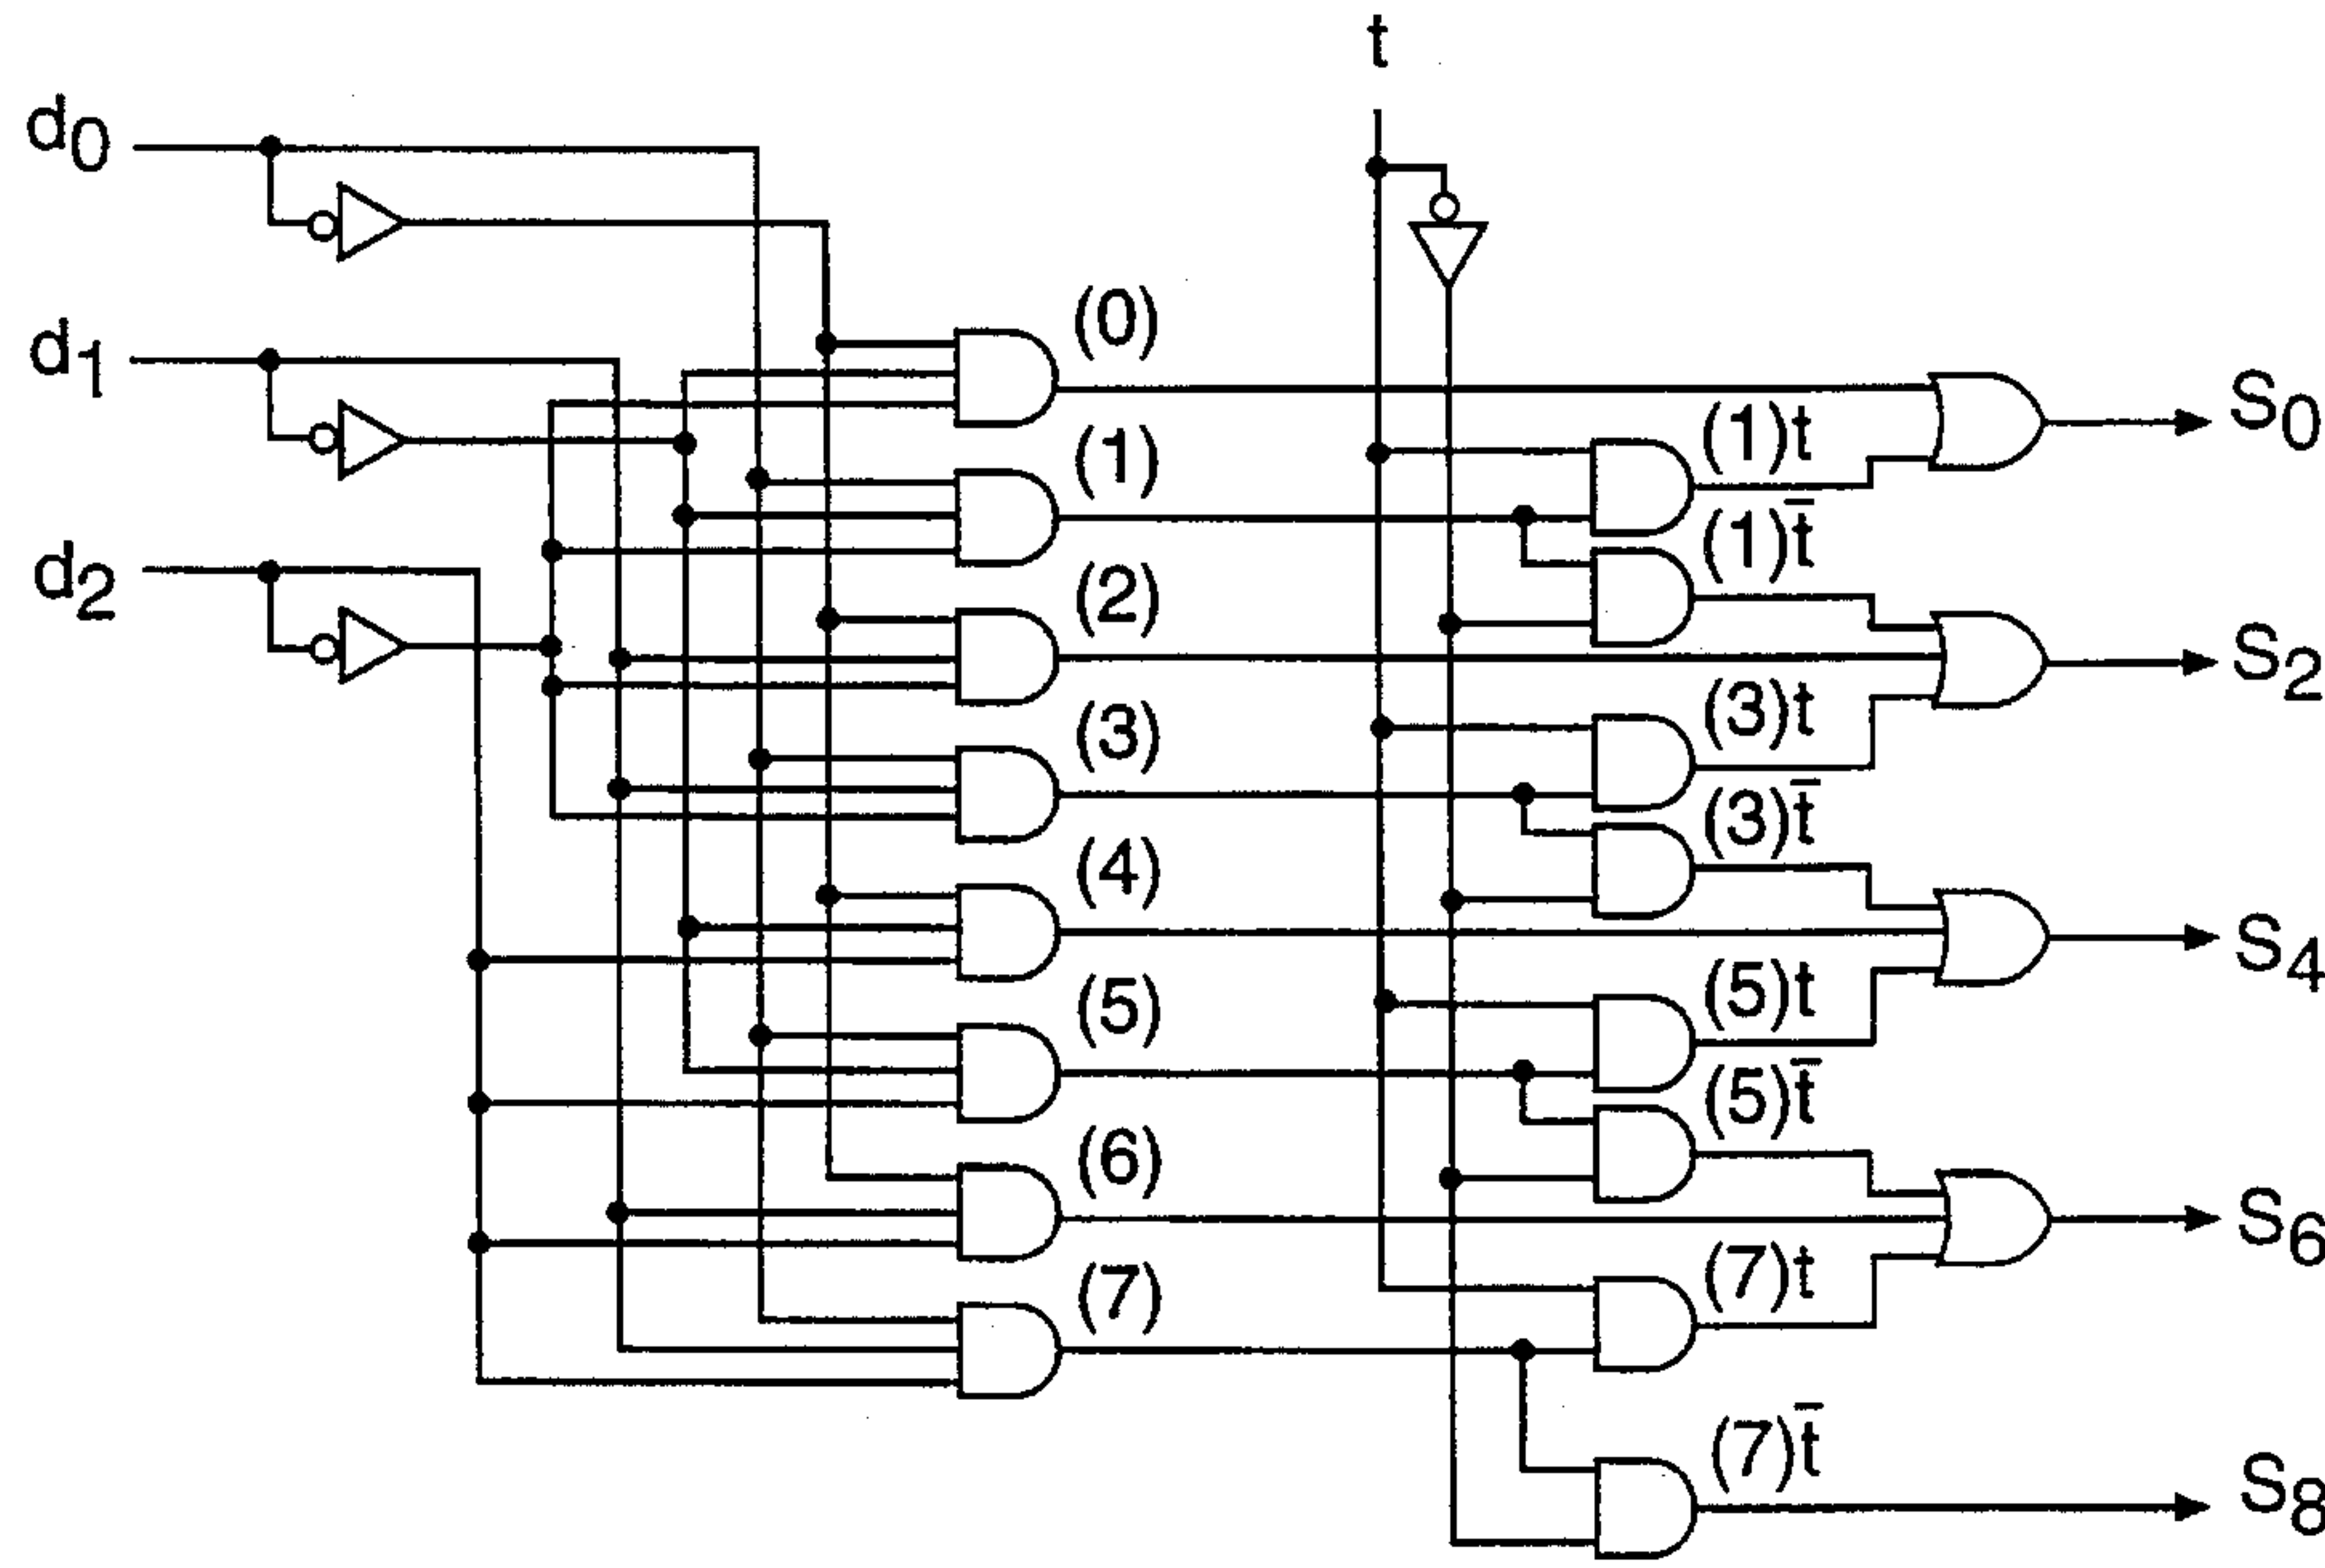 t
d0
d1
d2
(0)
(1)
(2)
(3)
(4)
(5)
(6)
(7)
(1)t
(1)t̅
(3)t
(3)t̅
(5)t
(5)t̅
(7)t
(7)t̅
S0
S2
S4
S6
S8